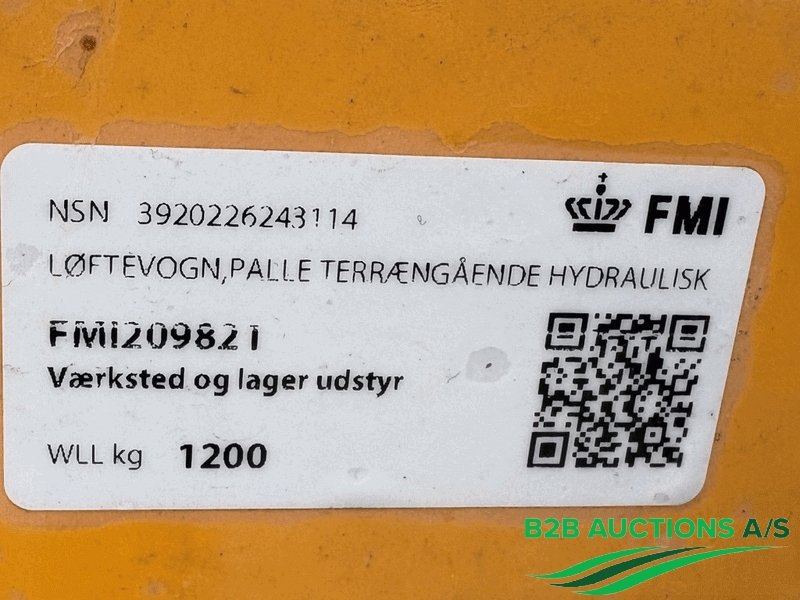 NSN 3920226243114
FMI
LØFTEVOGN,PALLE TERRÆNGÅENDE HYDRAULISK
FMI209821
Værksted og lager udstyr
WLL kg 1200
B2B AUCTIONS A/S